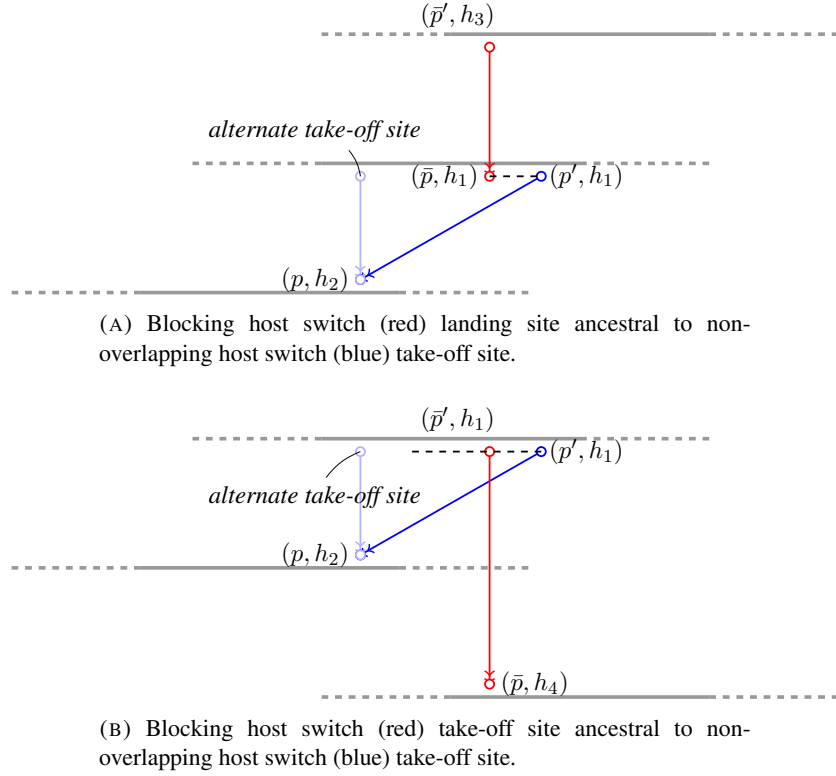 (p̄′, h₃)
alternate take-off site
(p̄, h₁) (p′, h₁)
(p, h₂)
(A) Blocking host switch (red) landing site ancestral to non-
overlapping host switch (blue) take-off site.
(p̄′, h₁)
(p′, h₁)
alternate take-off site
(p, h₂)
(p̄, h₄)
(B) Blocking host switch (red) take-off site ancestral to non-
overlapping host switch (blue) take-off site.